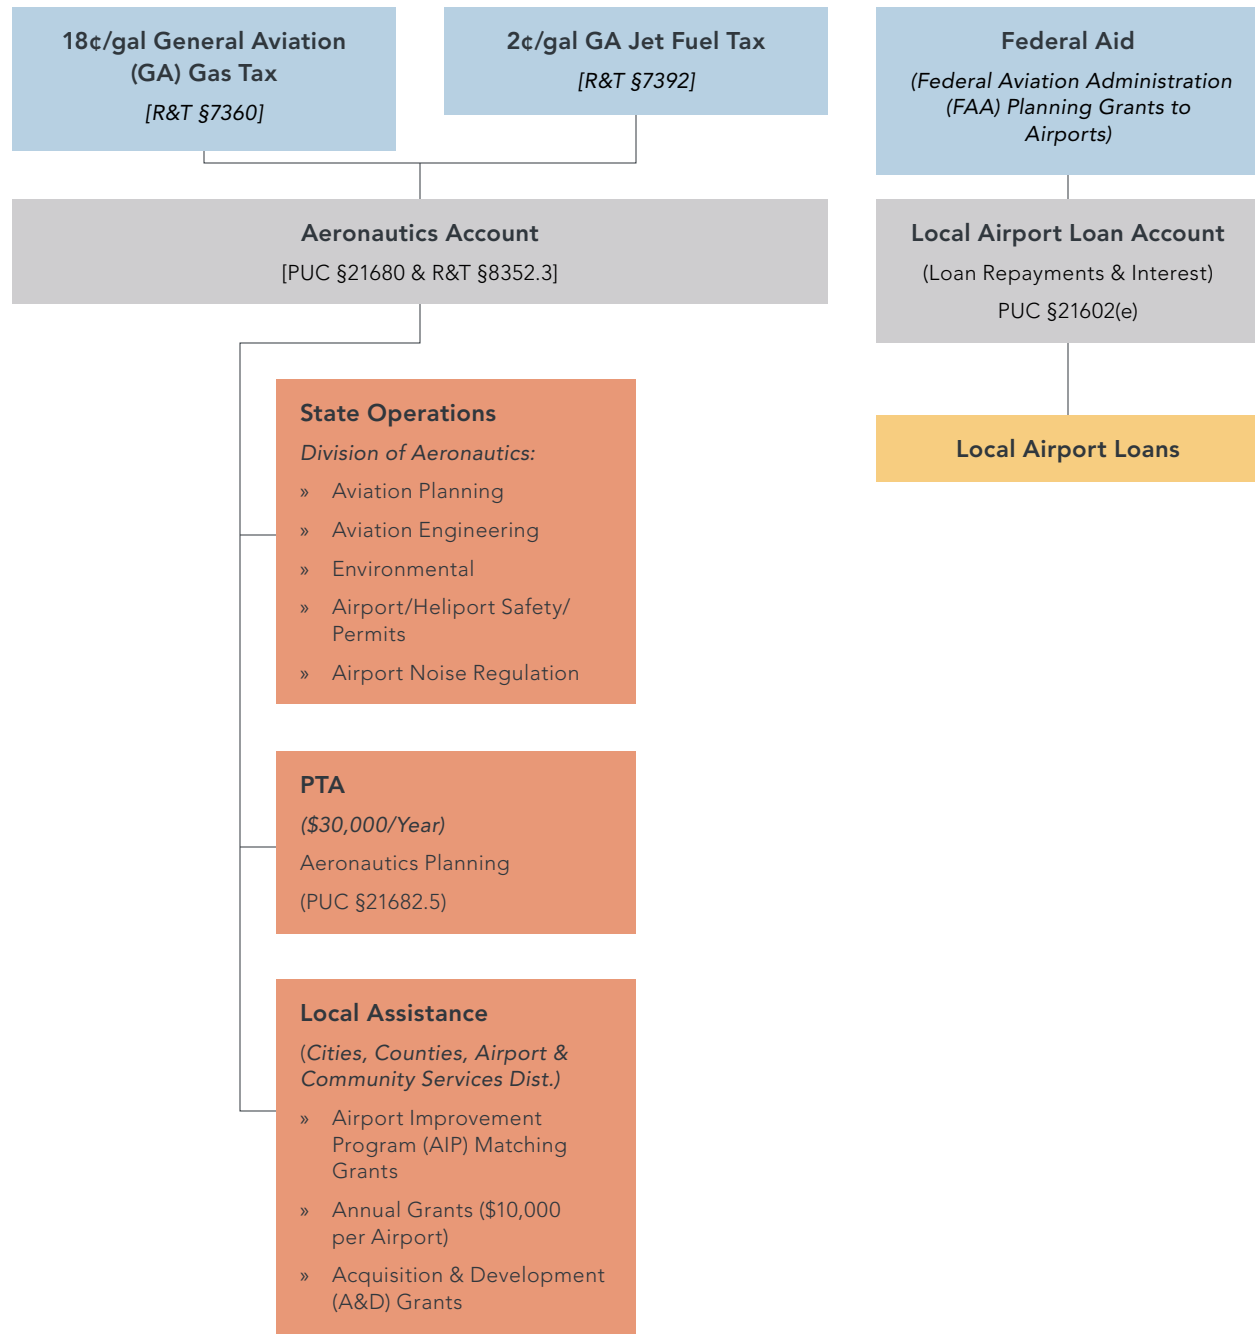 18¢/gal General Aviation
(GA) Gas Tax
[R&T §7360]
2¢/gal GA Jet Fuel Tax
[R&T §7392]
Federal Aid
(Federal Aviation Administration
(FAA) Planning Grants to
Airports)
Aeronautics Account
[PUC §21680 & R&T §8352.3]
Local Airport Loan Account
(Loan Repayments & Interest)
PUC §21602(e)
Local Airport Loans
State Operations
Division of Aeronautics:
» Aviation Planning
» Aviation Engineering
» Environmental
» Airport/Heliport Safety/
Permits
» Airport Noise Regulation
PTA
($30,000/Year)
Aeronautics Planning
(PUC §21682.5)
Local Assistance
(Cities, Counties, Airport &
Community Services Dist.)
» Airport Improvement
Program (AIP) Matching
Grants
» Annual Grants ($10,000
per Airport)
» Acquisition & Development
(A&D) Grants